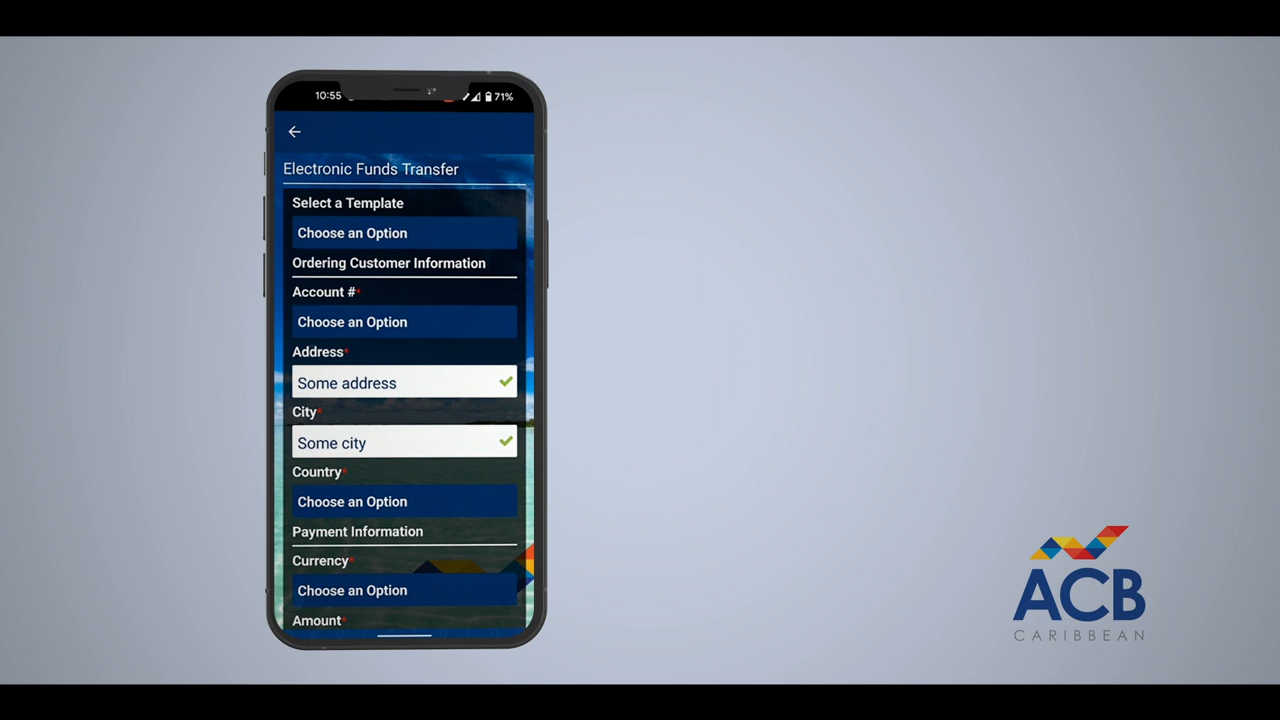 10:55
71%
Electronic Funds Transfer
Select a Template
Choose an Option
Ordering Customer Information
Account #*
Choose an Option
Address*
Some address
City*
Some city
Country*
Choose an Option
Payment Information
Currency*
Choose an Option
Amount*
ACB
CARIBBEAN